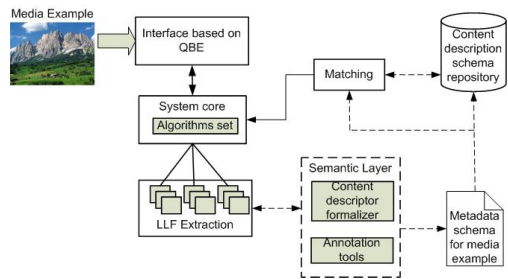 Media Example
Interface based on
QBE
Content
description
schema
repository
Matching
System core
Algorithms set
Semantic Layer
Content
descriptor
formalizer
LLF Extraction
Annotation
tools
Metadata
schema
for media
example